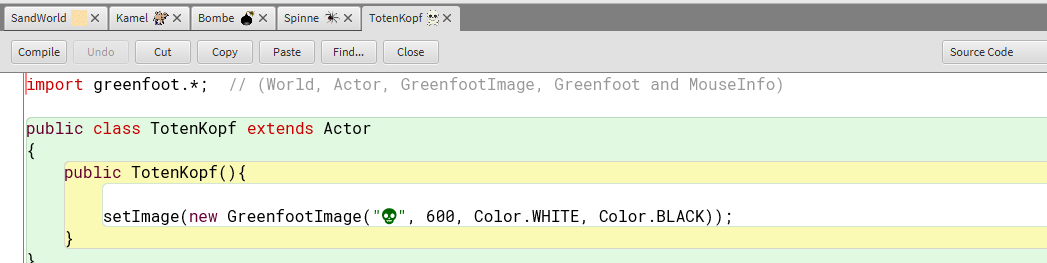 SandWorld Kamel Bombe Spinne TotenKopf
Compile Undo Cut Copy Paste Find... Close Source Code
import greenfoot.*;  // (World, Actor, GreenfootImage, Greenfoot and MouseInfo)
public class TotenKopf extends Actor
{
public TotenKopf(){
setImage(new GreenfootImage("💀", 600, Color.WHITE, Color.BLACK));
}
}